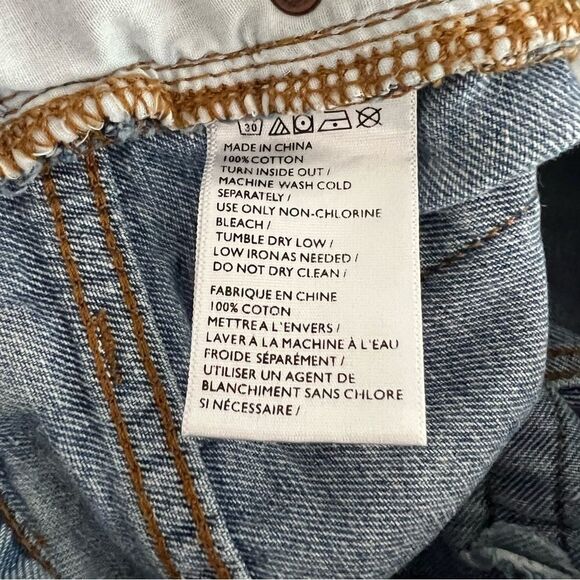 30
MADE IN CHINA
100% COTTON
TURN INSIDE OUT /
MACHINE WASH COLD
SEPARATELY /
USE ONLY NON-CHLORINE
BLEACH /
TUMBLE DRY LOW /
LOW IRON AS NEEDED /
DO NOT DRY CLEAN /
FABRIQUE EN CHINE
100% COTON
METTRE A L'ENVERS /
LAVER A LA MACHINE À L'EAU
FROIDE SÉPARÉMENT /
UTILISER UN AGENT DE
BLANCHIMENT SANS CHLORE
SI NÉCESSAIRE /